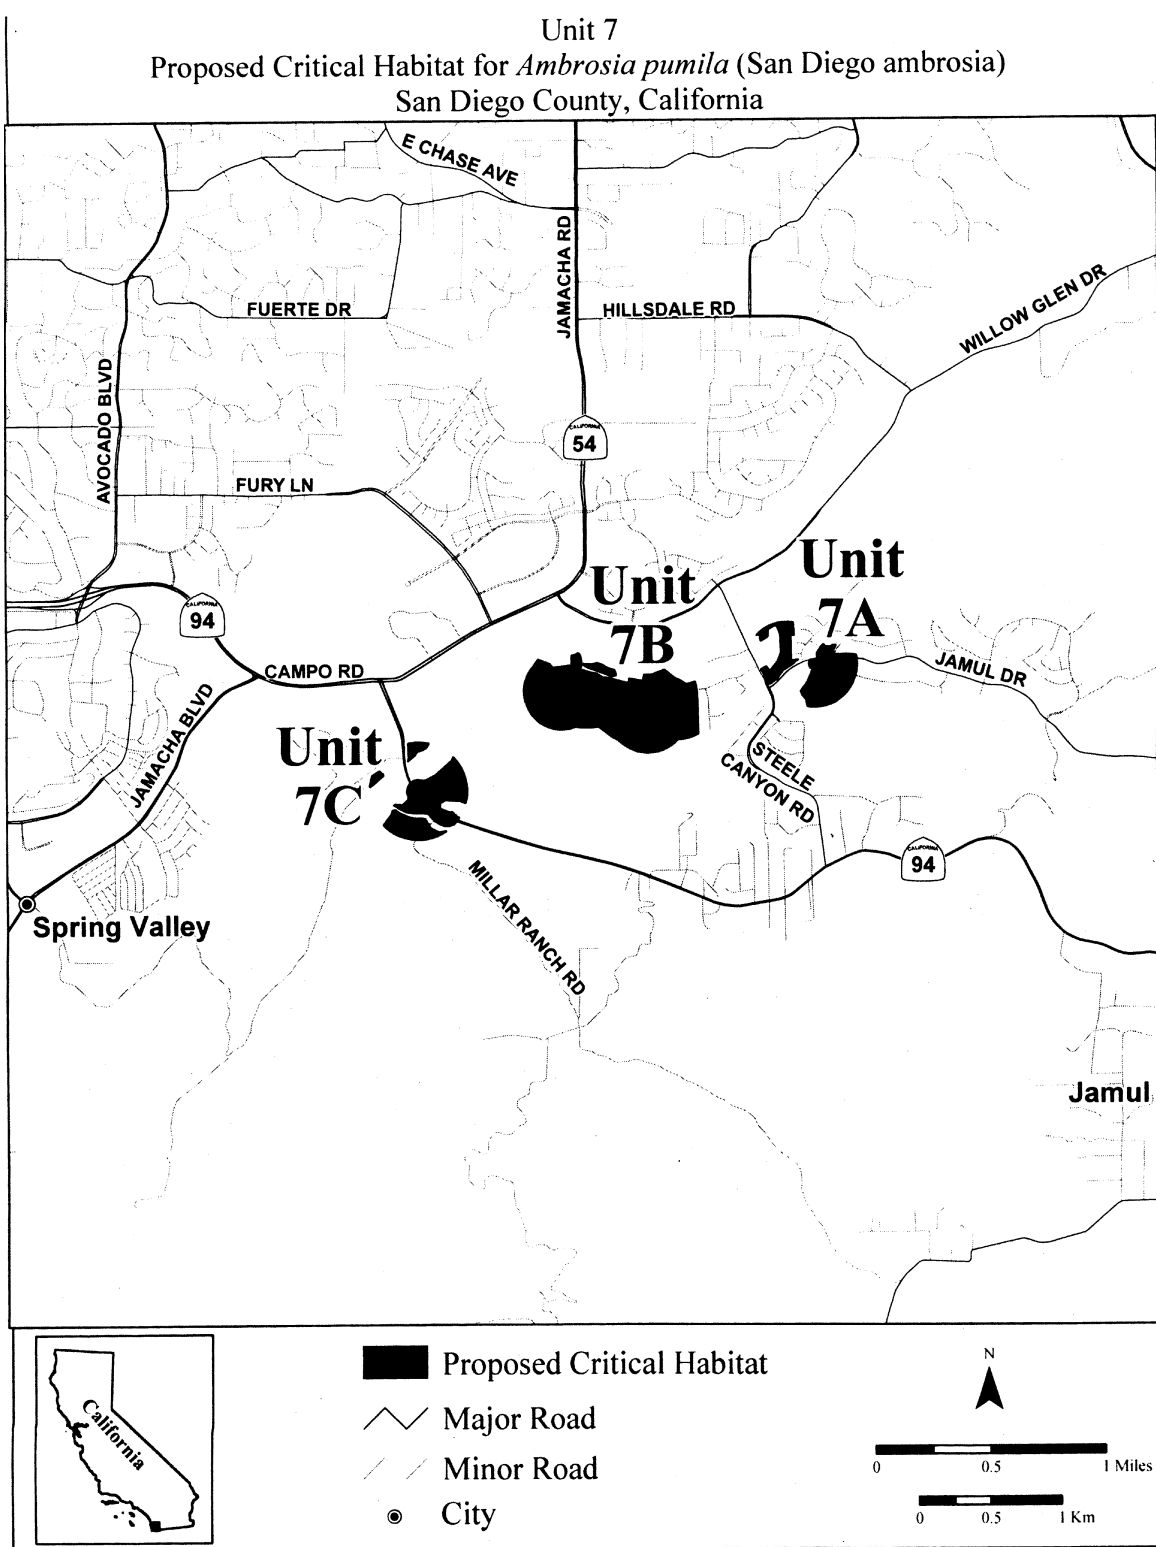 Unit 7
Proposed Critical Habitat for Ambrosia pumila (San Diego ambrosia)
San Diego County, California
E CHASE AVE
JAMACHA RD
FUERTE DR
HILLSDALE RD
WILLOW GLEN DR
AVOCADO BLVD
CALIFORNIA
54
FURY LN
Unit
7A
Unit
7B
CALIFORNIA
94
CAMPO RD
JAMUL DR
JAMACHA BLVD
Unit
7C
STEELE
CANYON RD
CALIFORNIA
94
MILLAR RANCH RD
Spring Valley
Jamul
California
Proposed Critical Habitat
Major Road
Minor Road
City
N
0 0.5 1 Miles
0 0.5 1 Km